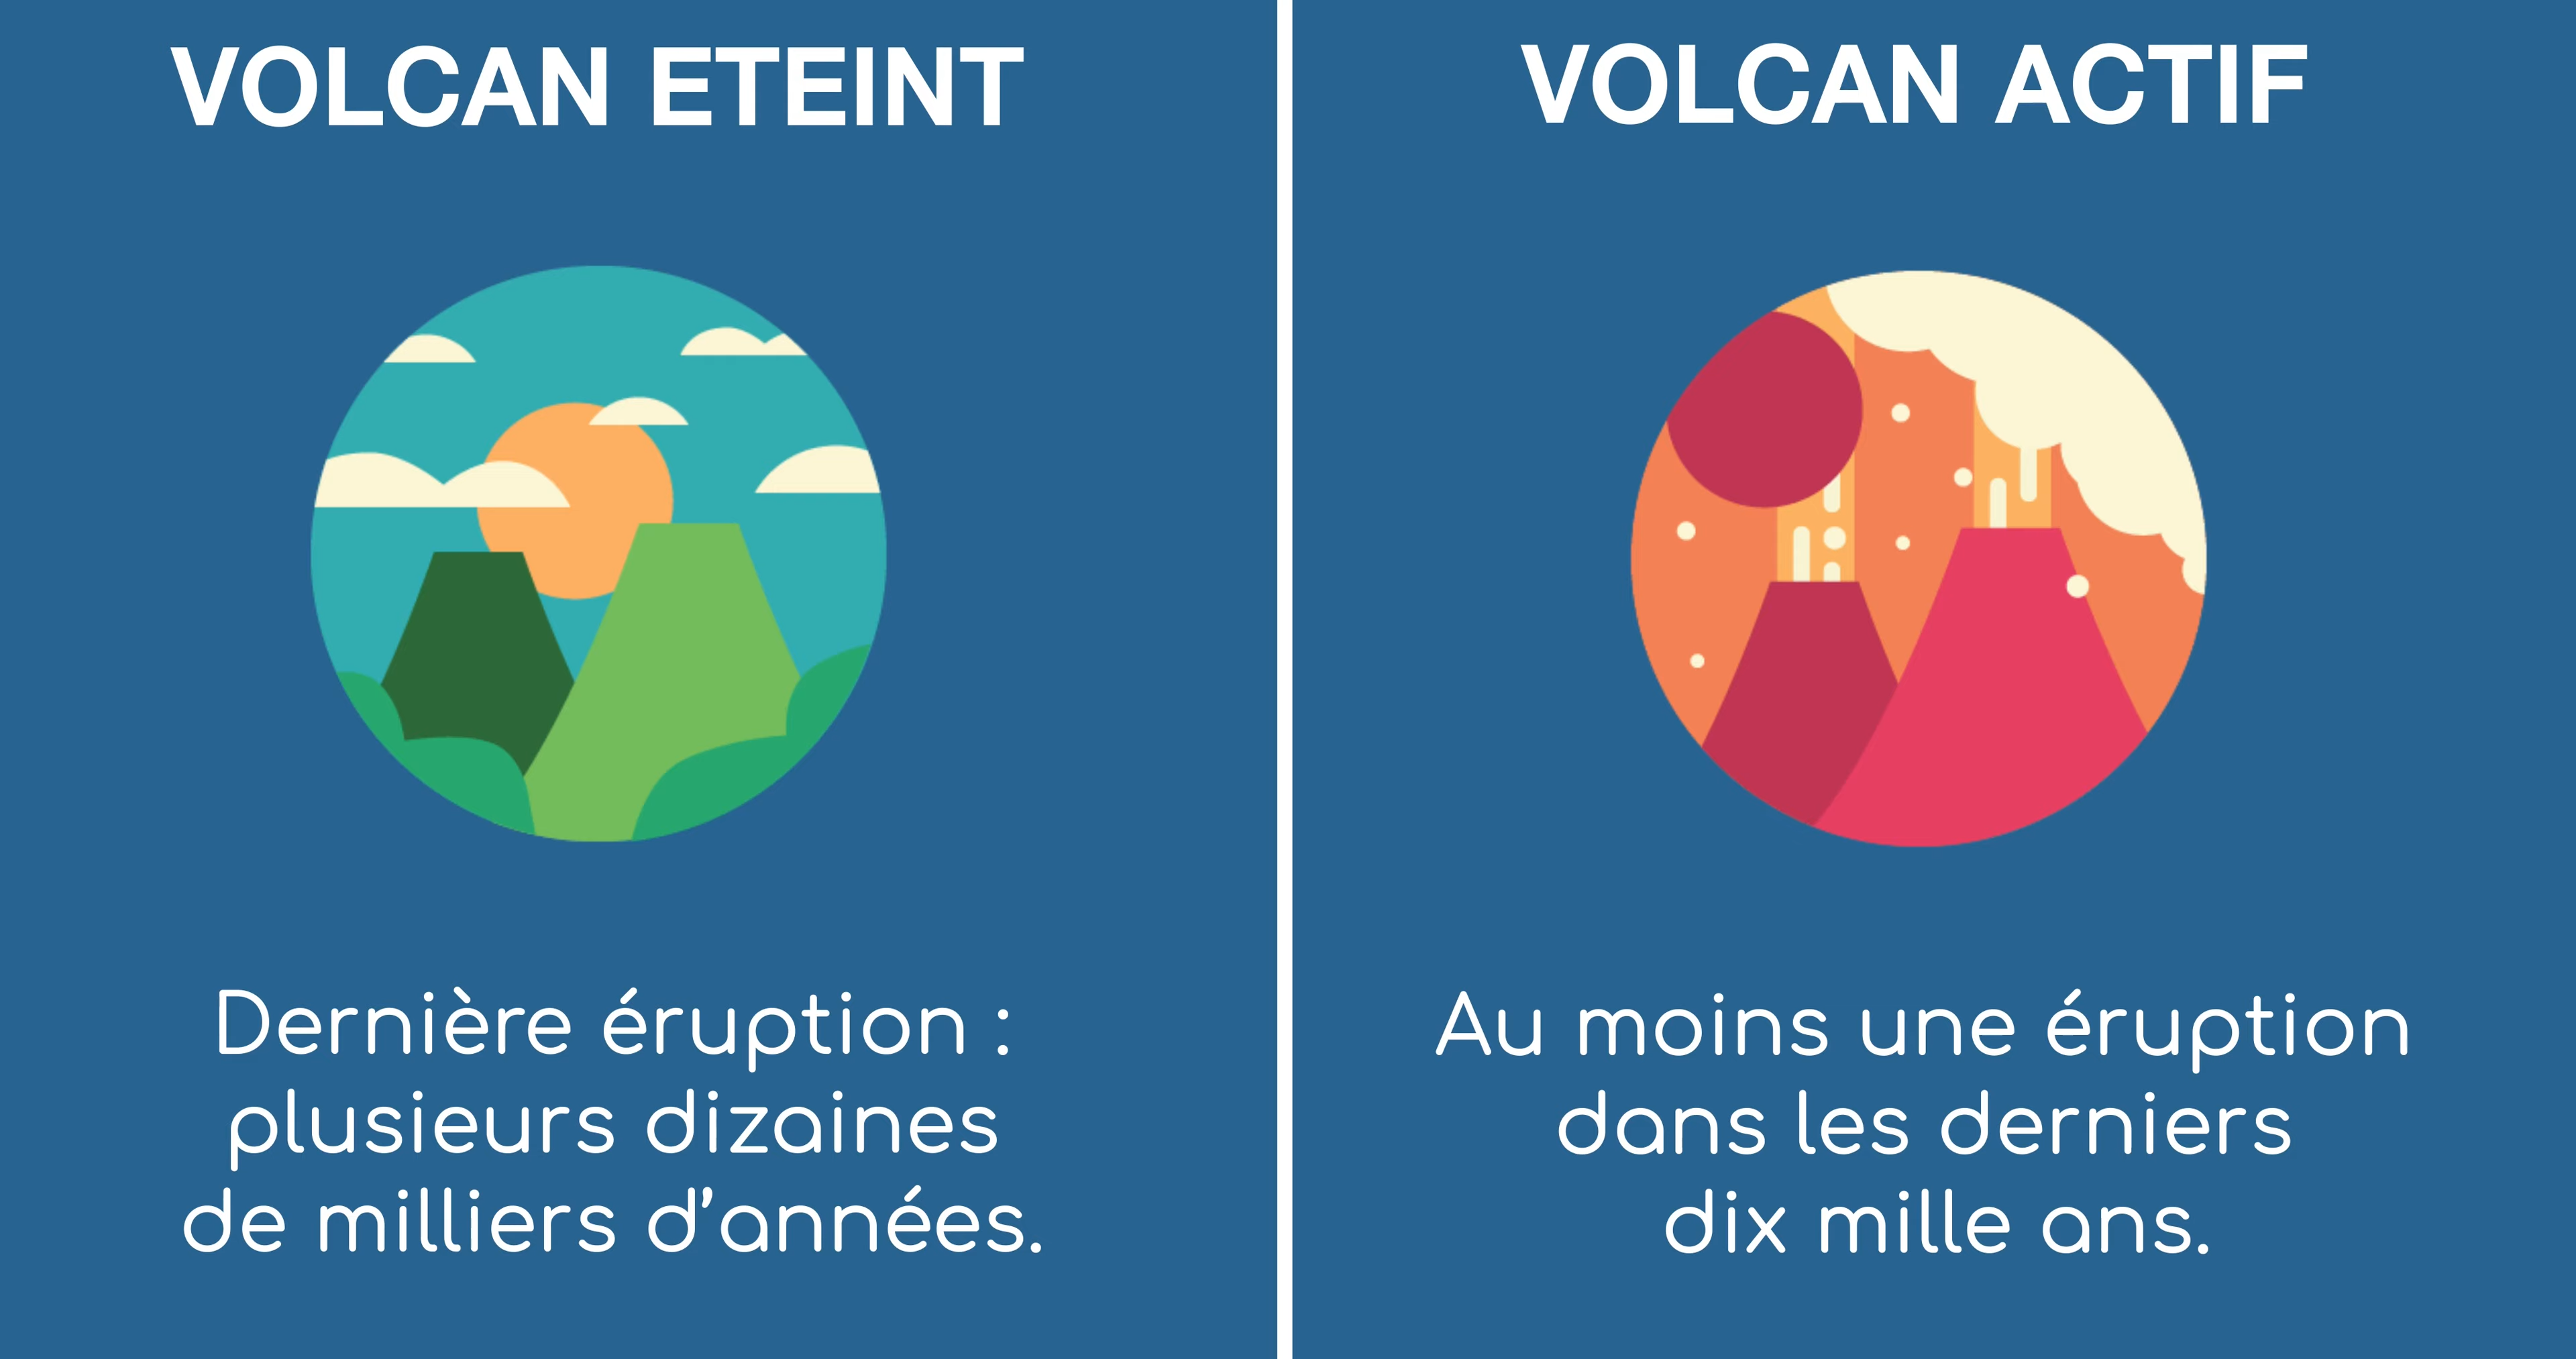 VOLCAN ETEINT
Dernière éruption :
plusieurs dizaines
de milliers d’années.
VOLCAN ACTIF
Au moins une éruption
dans les derniers
dix mille ans.